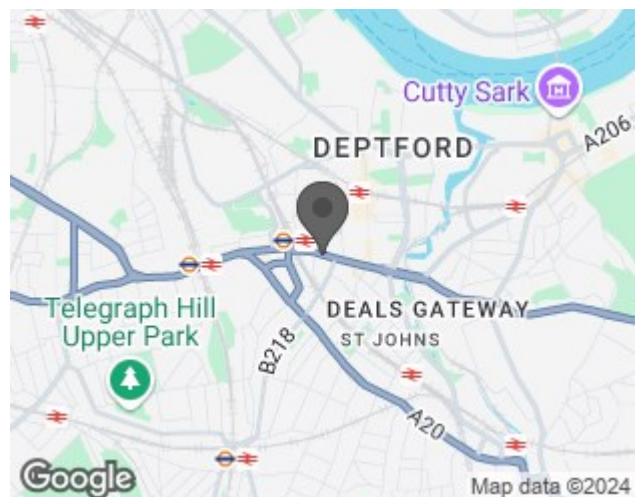 Cutty Sark
A206
DEPTFORD
Telegraph Hill
Upper Park
DEALS GATEWAY
ST JOHNS
B218
A20
Google
Map data ©2024